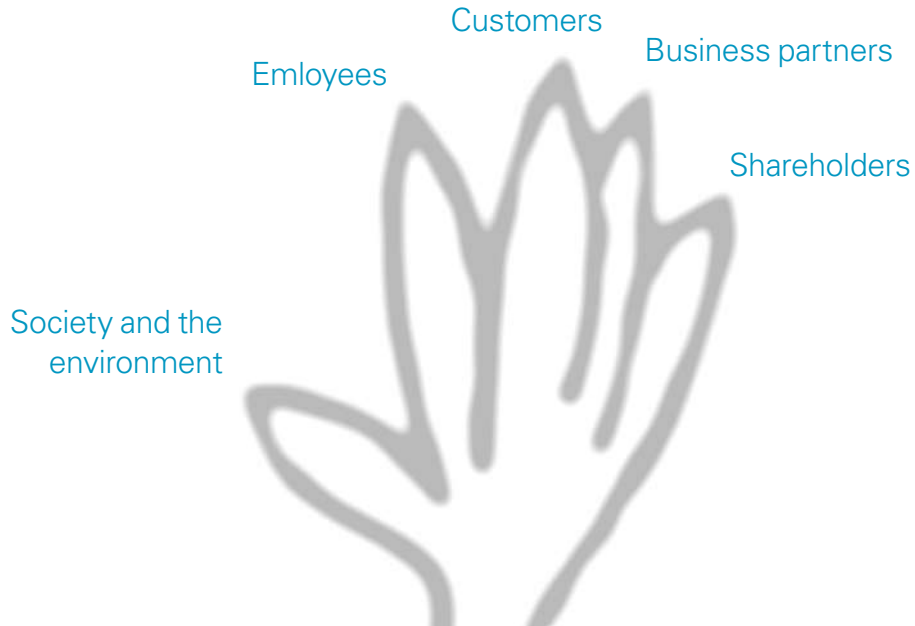 Customers
Business partners
Emloyees
Shareholders
Society and the
environment